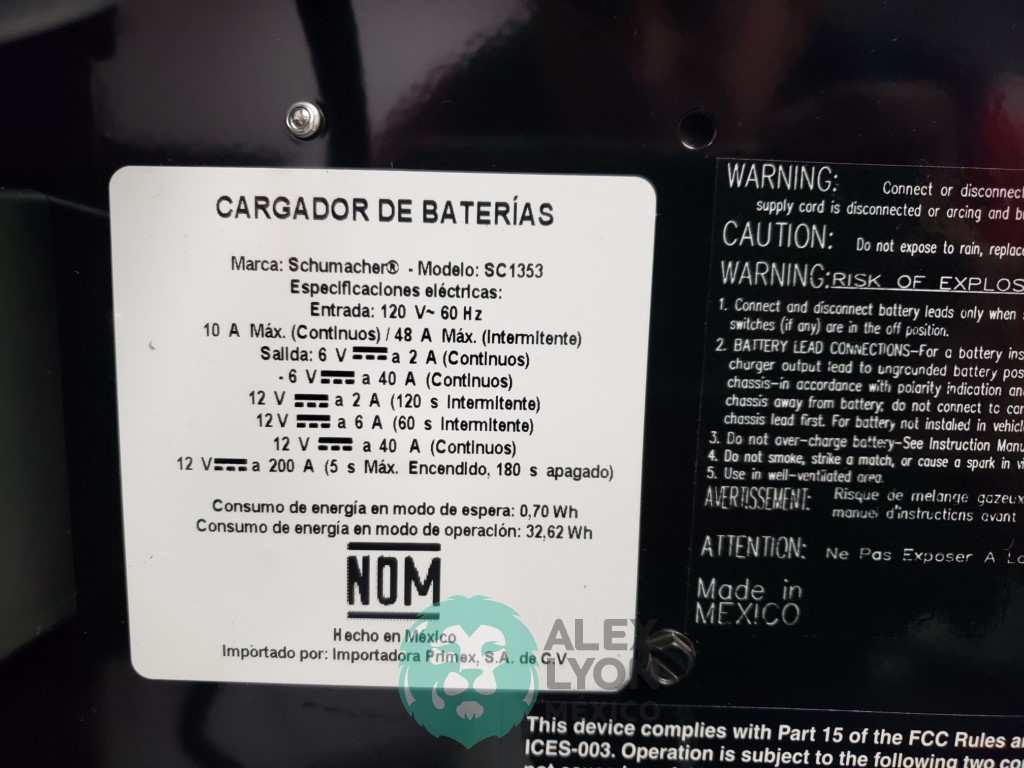 CARGADOR DE BATERÍAS
Marca: Schumacher® - Modelo: SC1353
Especificaciones eléctricas:
Entrada: 120 V~ 60 Hz
10 A Máx. (Continuos) / 48 A Máx. (Intermitente)
Salida: 6 V ⎓ a 2 A (Continuos)
- 6 V ⎓ a 40 A (Continuos)
12 V ⎓ a 2 A (120 s Intermitente)
12 V ⎓ a 6 A (60 s Intermitente)
12 V ⎓ a 40 A (Continuos)
12 V ⎓ a 200 A (5 s Máx. Encendido, 180 s apagado)
Consumo de energía en modo de espera: 0,70 Wh
Consumo de energía en modo de operación: 32,62 Wh
NOM
Hecho en México
Importado por: Importadora Primex, S.A. de C.V.
WARNING: Connect or disconnect
supply cord is disconnected or arcing and
CAUTION: Do not expose to rain, replace
WARNING: RISK OF EXPLOS
1. Connect and disconnect battery leads only when
switches (if any) are in the off position.
2. BATTERY LEAD CONNECTIONS-For a battery ins
charger output lead to ungrounded battery pos
chassis-in accordance with polarity indication an
chassis away from battery; do not connect to car
chassis lead first. For battery not installed in vehic
3. Do not over-charge battery-See Instruction Manu
4. Do not smoke, strike a match, or cause a spark in
5. Use in well-ventilated area.
AVERTISSEMENT: Risque de melange gazeux
manuel d'instructions avant
ATTENTION: Ne Pas Exposer A
Made in
MEXICO
ALEX
LYON
MÉXICO
This device complies with Part 15 of the FCC Rules
ICES-003. Operation is subject to the following two